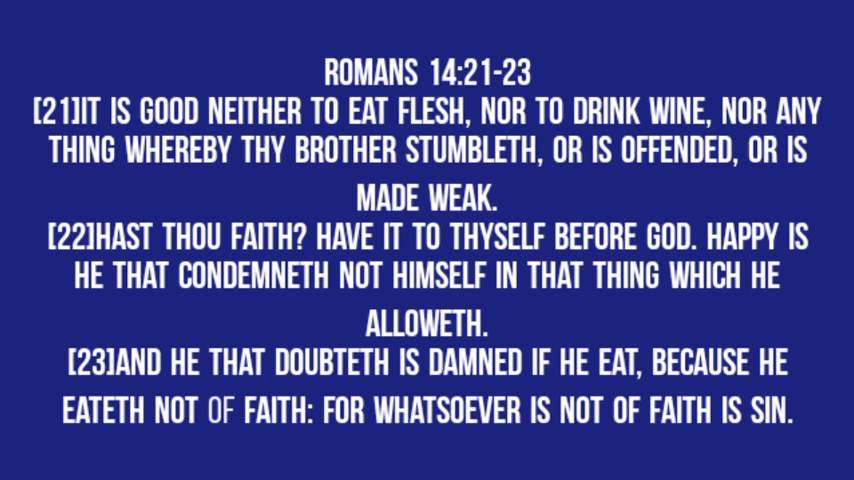 ROMANS 14:21-23
[21]IT IS GOOD NEITHER TO EAT FLESH, NOR TO DRINK WINE, NOR ANY
THING WHEREBY THY BROTHER STUMBLETH, OR IS OFFENDED, OR IS
MADE WEAK.
[22]HAST THOU FAITH? HAVE IT TO THYSELF BEFORE GOD. HAPPY IS
HE THAT CONDEMNETH NOT HIMSELF IN THAT THING WHICH HE
ALLOWETH.
[23]AND HE THAT DOUBTETH IS DAMNED IF HE EAT, BECAUSE HE
EATETH NOT OF FAITH: FOR WHATSOEVER IS NOT OF FAITH IS SIN.